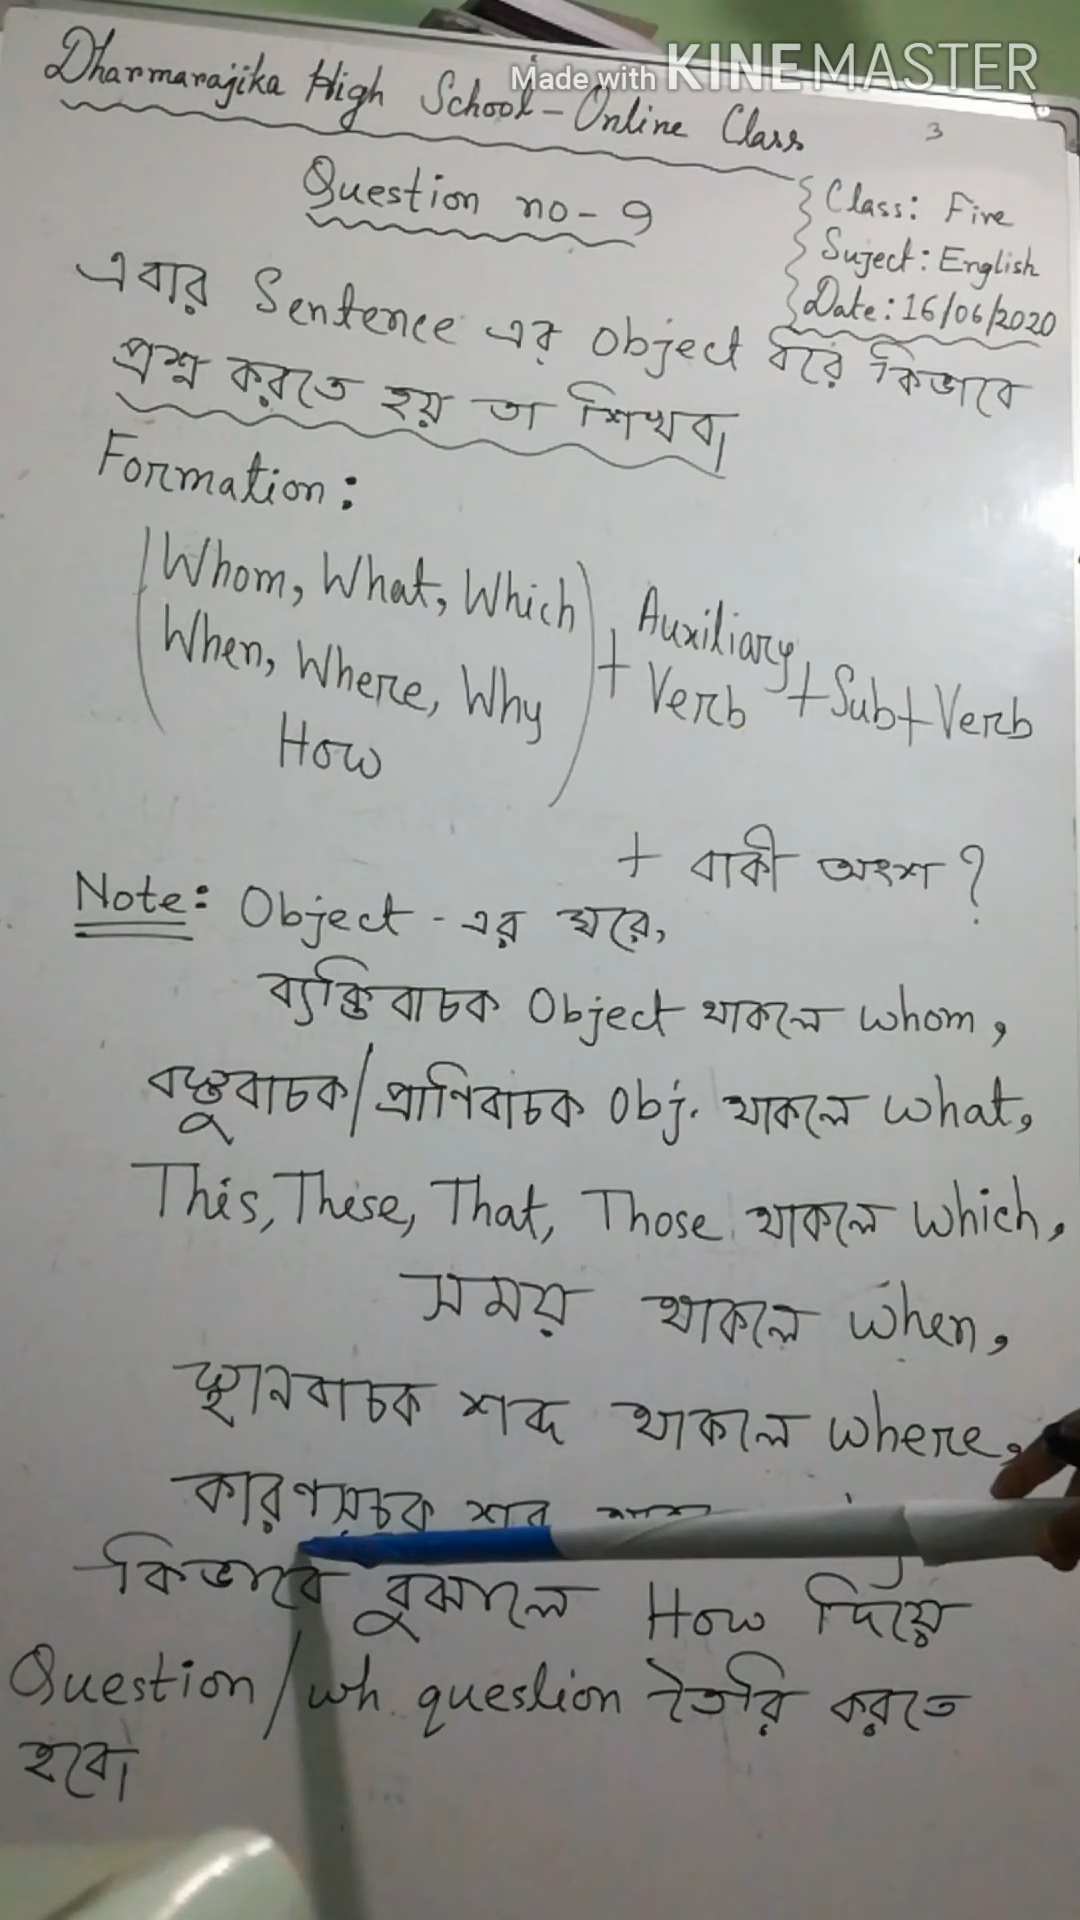 Made with KINEMASTER
Dharmarajika High School - Online Class
3
Question no - 9
Class: Five
Suject: English
Date: 16/06/2020
এবার Sentence এর object ধরে কিভাবে
প্রশ্ন করতে হয় তা শিখব।
Formation:
(Whom, What, Which
When, Where, Why
How) + Auxiliary Verb + Sub + Verb
+ বাকী অংশ ?
Note: Object - এর ঘরে,
ব্যক্তিবাচক Object থাকলে whom,
বস্তুবাচক/প্রাণিবাচক Obj. থাকলে what,
This, These, That, Those থাকলে which,
সময় থাকলে when,
স্থানবাচক শব্দ থাকলে where,
কারণসূচক শব্দ
কিভাবে বুঝালে How দিয়ে
Question / wh question তৈরি করতে
হবে।